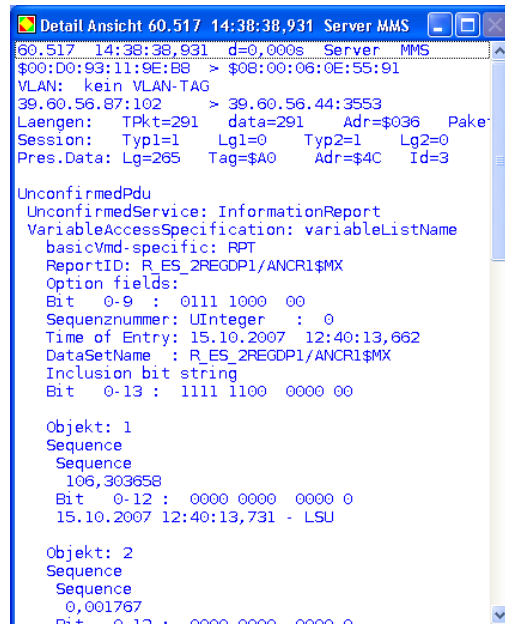 Detail Ansicht 60.517 14:38:38,931 Server MMS
60.517 14:38:38,931 d=0,000s Server MMS
$00:D0:93:11:9E:B8 > $08:00:06:0E:55:91
VLAN: kein VLAN-TAG
39.60.56.87:102 > 39.60.56.44:3553
Laengen: TPkt=291 data=291 Adr=$036 Pake
Session: Typ1=1 Lg1=0 Typ2=1 Lg2=0
Pres.Data: Lg=265 Tag=$A0 Adr=$4C Id=3
UnconfirmedPdu
UnconfirmedService: InformationReport
VariableAccessSpecification: variableListName
basicVmd-specific: RPT
ReportID: R_ES_2REGDP1/ANCR1$MX
Option fields:
Bit 0-9 : 0111 1000 00
Sequenznummer: UInteger : 0
Time of Entry: 15.10.2007 12:40:13,662
DataSetName : R_ES_2REGDP1/ANCR1$MX
Inclusion bit string
Bit 0-13 : 1111 1100 0000 00
Objekt: 1
Sequence
Sequence
106,303658
Bit 0-12 : 0000 0000 0000 0
15.10.2007 12:40:13,731 - LSU
Objekt: 2
Sequence
Sequence
0,001767
Bit 0-12 : 0000 0000 0000 0